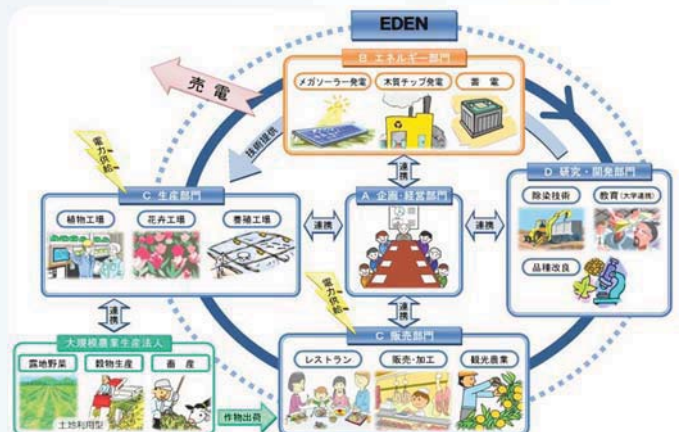 EDEN
B エネルギー部門
メガソーラー発電
木質チップ発電
蓄 電
売 電
技術提供
電力供給
連携
C 生産部門
植物工場
花卉工場
養殖工場
連携
A 企画・経営部門
連携
D 研究・開発部門
除染技術
教育(大学連携)
品種改良
連携
電力供給
連携
大規模農業生産法人
露地野菜
穀物生産
畜 産
土地利用型
作物出荷
C 販売部門
レストラン
販売・加工
観光農業